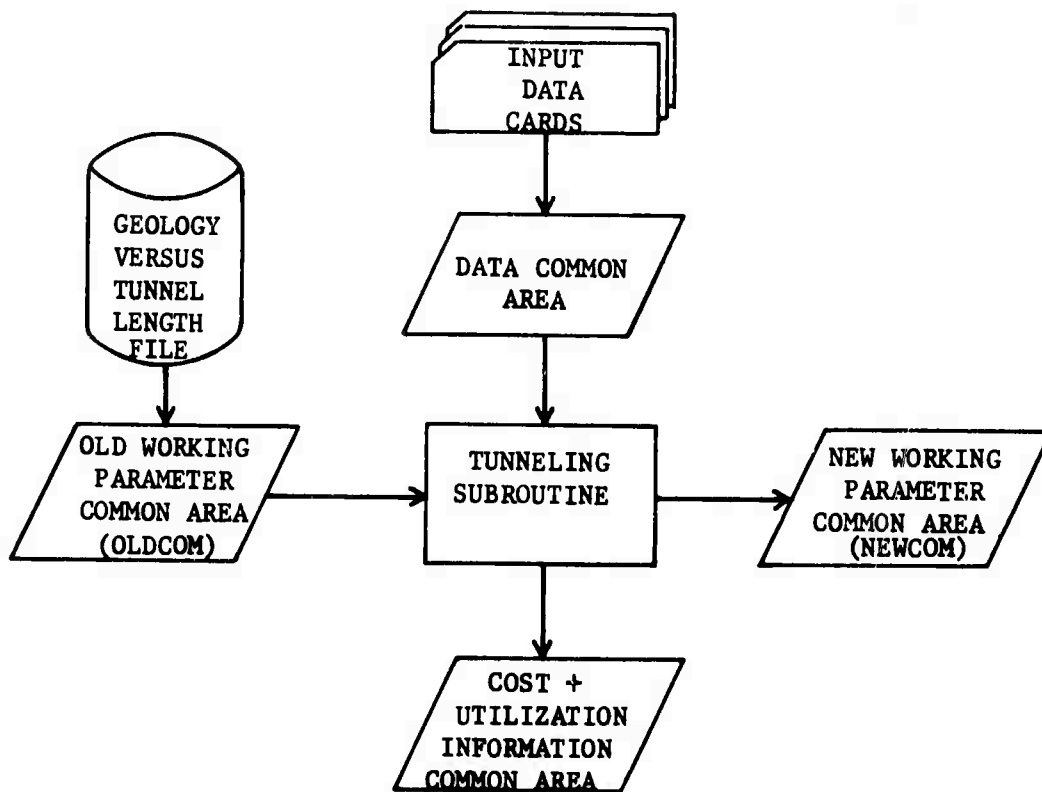 INPUT
DATA
CARDS
GEOLOGY
VERSUS
TUNNEL
LENGTH
FILE
DATA COMMON
AREA
OLD WORKING
PARAMETER
COMMON AREA
(OLDCOM)
TUNNELING
SUBROUTINE
NEW WORKING
PARAMETER
COMMON AREA
(NEWCOM)
COST +
UTILIZATION
INFORMATION
COMMON AREA